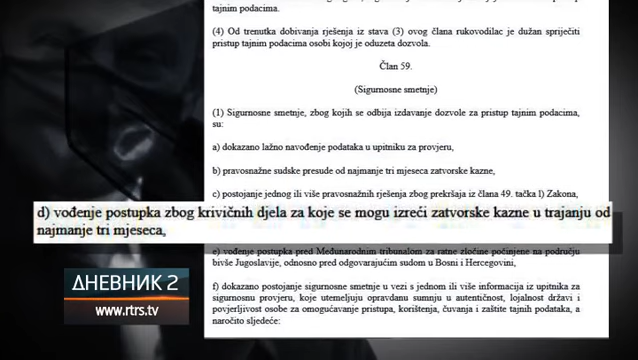 tajnim podacima.
(4) Od trenutka dobivanja rješenja iz stava (3) ovog člana rukovodilac je dužan spriječiti
pristup tajnim podacima osobi kojoj je oduzeta dozvola.
Član 59.
(Sigurnosne smetnje)
(1) Sigurnosne smetnje, zbog kojih se odbija izdavanje dozvole za pristup tajnim podacima,
su:
a) dokazano lažno navođenje podataka u upitniku za provjeru,
b) pravosnažne sudske presude od najmanje tri mjeseca zatvorske kazne,
c) postojanje jednog ili više pravosnažnih rješenja zbog prekršaja iz člana 49. tačka l) Zakona,
d) vođenje postupka zbog krivičnih djela za koje se mogu izreći zatvorske kazne u trajanju od
najmanje tri mjeseca,
e) vođenje postupka pred Međunarodnim tribunalom za ratne zločine počinjene na području
bivše Jugoslavije, odnosno pred odgovarajućim sudom u Bosni i Hercegovini,
f) dokazano postojanje sigurnosne smetnje u vezi s jednom ili više informacija iz upitnika za
sigurnosnu provjeru, koje utemeljuju opravdanu sumnju u autentičnost, lojalnost državi i
povjerljivost osobe za omogućavanje pristupa, korištenja, čuvanja i zaštite tajnih podataka, a
naročito sljedeće:
ДНЕВНИК 2
www.rtrs.tv